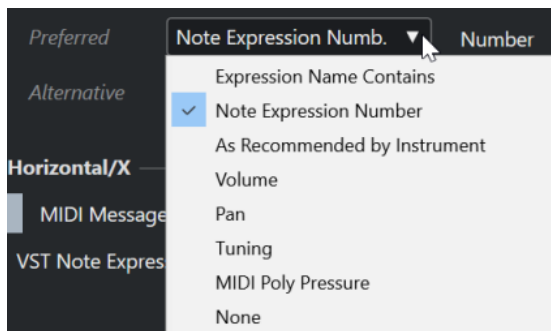 Preferred
Note Expression Numb. ▼
Number
Expression Name Contains
Alternative
✓ Note Expression Number
As Recommended by Instrument
Horizontal/X
Volume
MIDI Message
Pan
Tuning
VST Note Expres
MIDI Poly Pressure
None